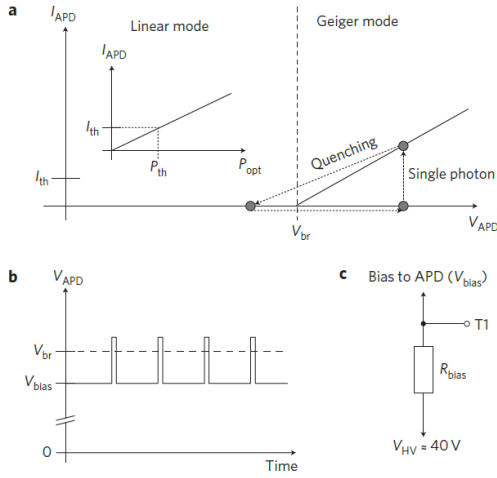 a
I_APD
Linear mode
Geiger mode
I_APD
I_th
P_th
P_opt
I_th
Quenching
Single photon
V_br
V_APD
b
V_APD
V_br
V_bias
0
Time
c
Bias to APD (V_bias)
T1
R_bias
V_HV ≈ 40 V